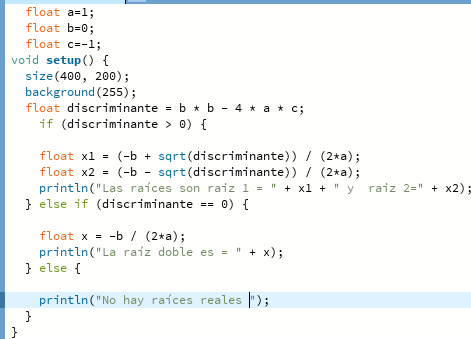 float a=1;
float b=0;
float c=-1;
void setup() {
size(400, 200);
background(255);
float discriminante = b * b - 4 * a * c;
if (discriminante > 0) {
float x1 = (-b + sqrt(discriminante)) / (2*a);
float x2 = (-b - sqrt(discriminante)) / (2*a);
println("Las raíces son raíz 1 = " + x1 + " y  raiz 2=" + x2);
} else if (discriminante == 0) {
float x = -b / (2*a);
println("La raíz doble es = " + x);
} else {
println("No hay raíces reales ");
}
}